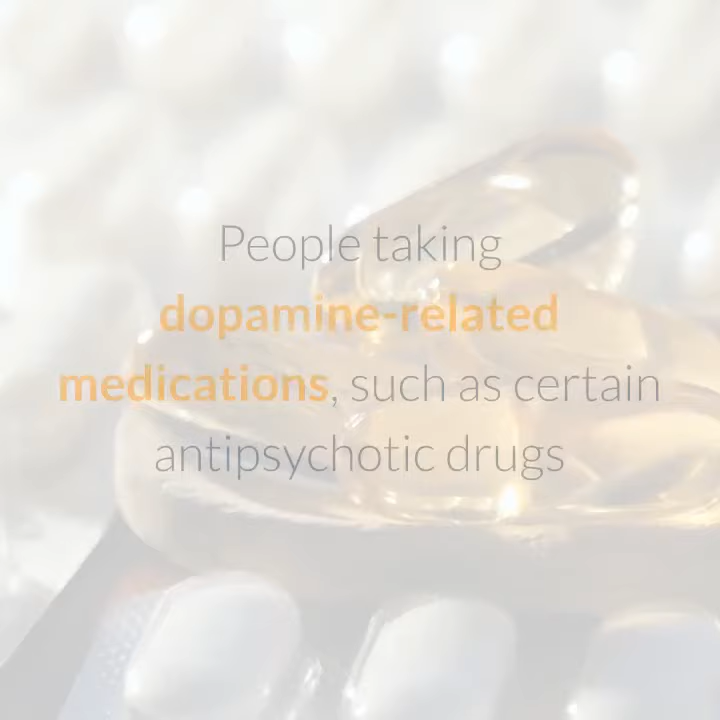 People taking
dopamine-related
medications, such as certain
antipsychotic drugs